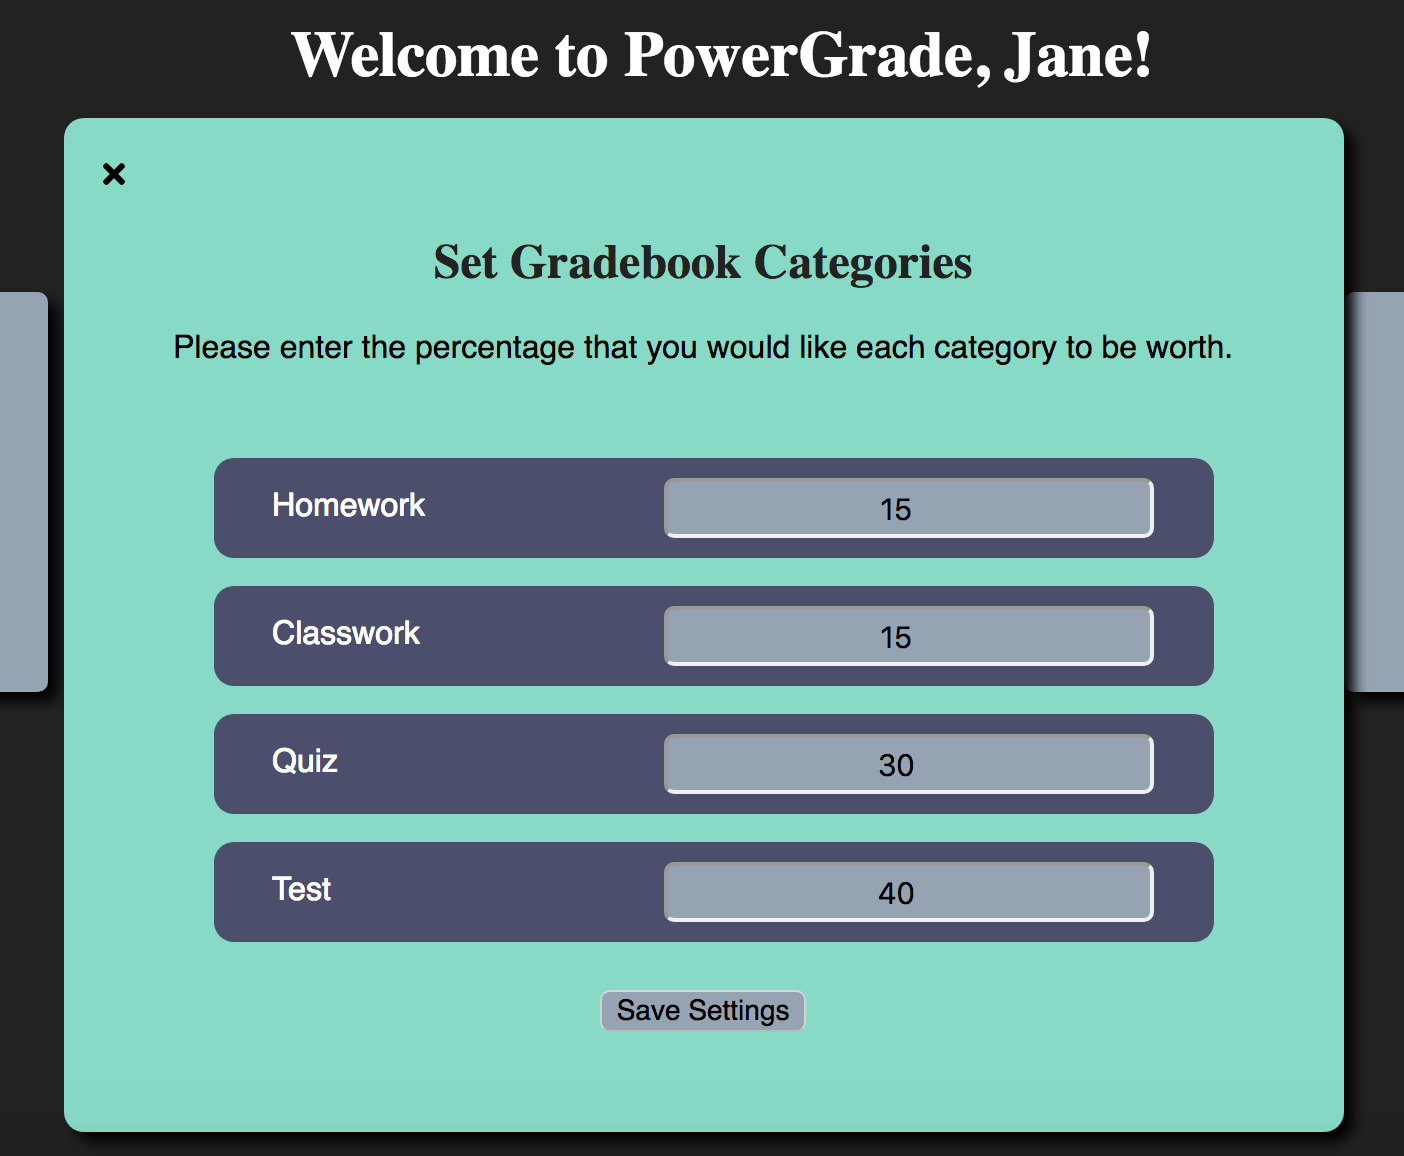 Welcome to PowerGrade, Jane!
Set Gradebook Categories
Please enter the percentage that you would like each category to be worth.
Homework 15
Classwork 15
Quiz 30
Test 40
Save Settings